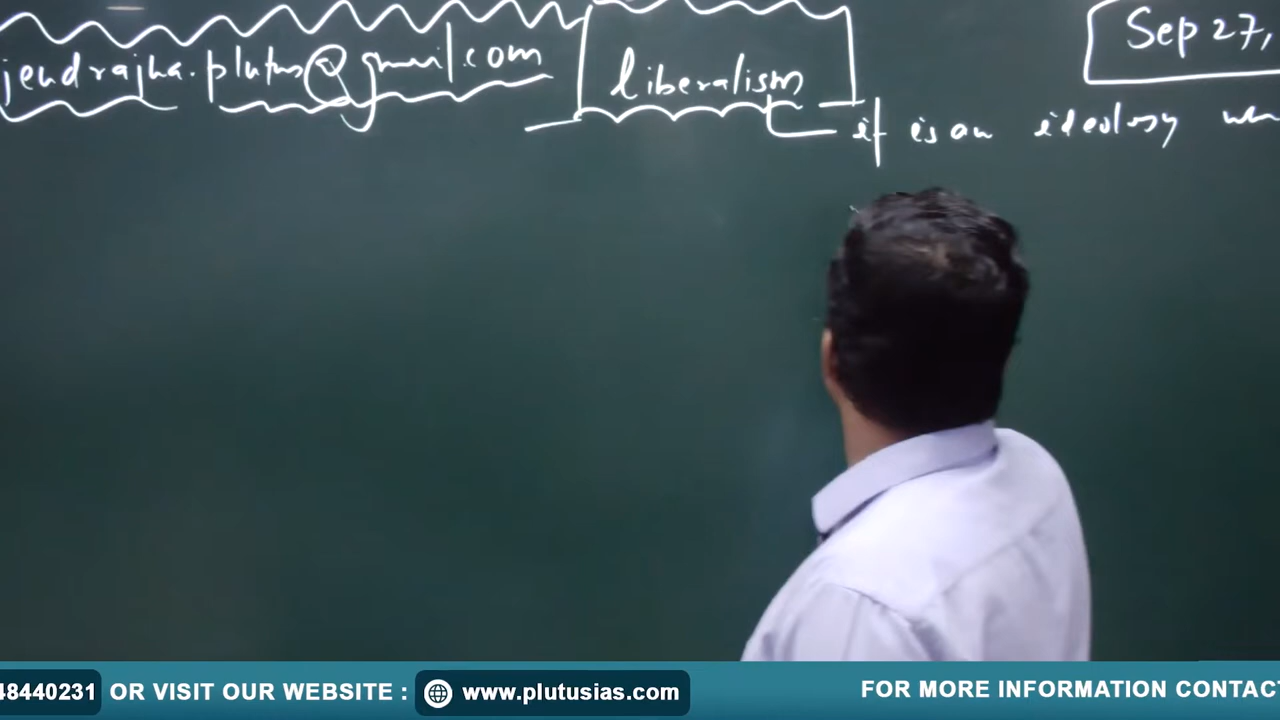 jendrajha.plutus@gmail.com
liberalism
Sep 27,
it is an ideology wh
48440231 OR VISIT OUR WEBSITE : www.plutusias.com FOR MORE INFORMATION CONTACT